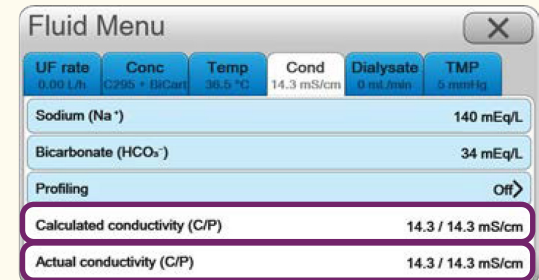 Fluid Menu
UF rate Conc Temp Cond Dialysate TMP
0.00 L/h C295 + BiCart 36.5 °C 14.3 mS/cm 0 mL/min 5 mmHg
Sodium (Na⁺) 140 mEq/L
Bicarbonate (HCO₃⁻) 34 mEq/L
Profiling Off>
Calculated conductivity (C/P) 14.3 / 14.3 mS/cm
Actual conductivity (C/P) 14.3 / 14.3 mS/cm